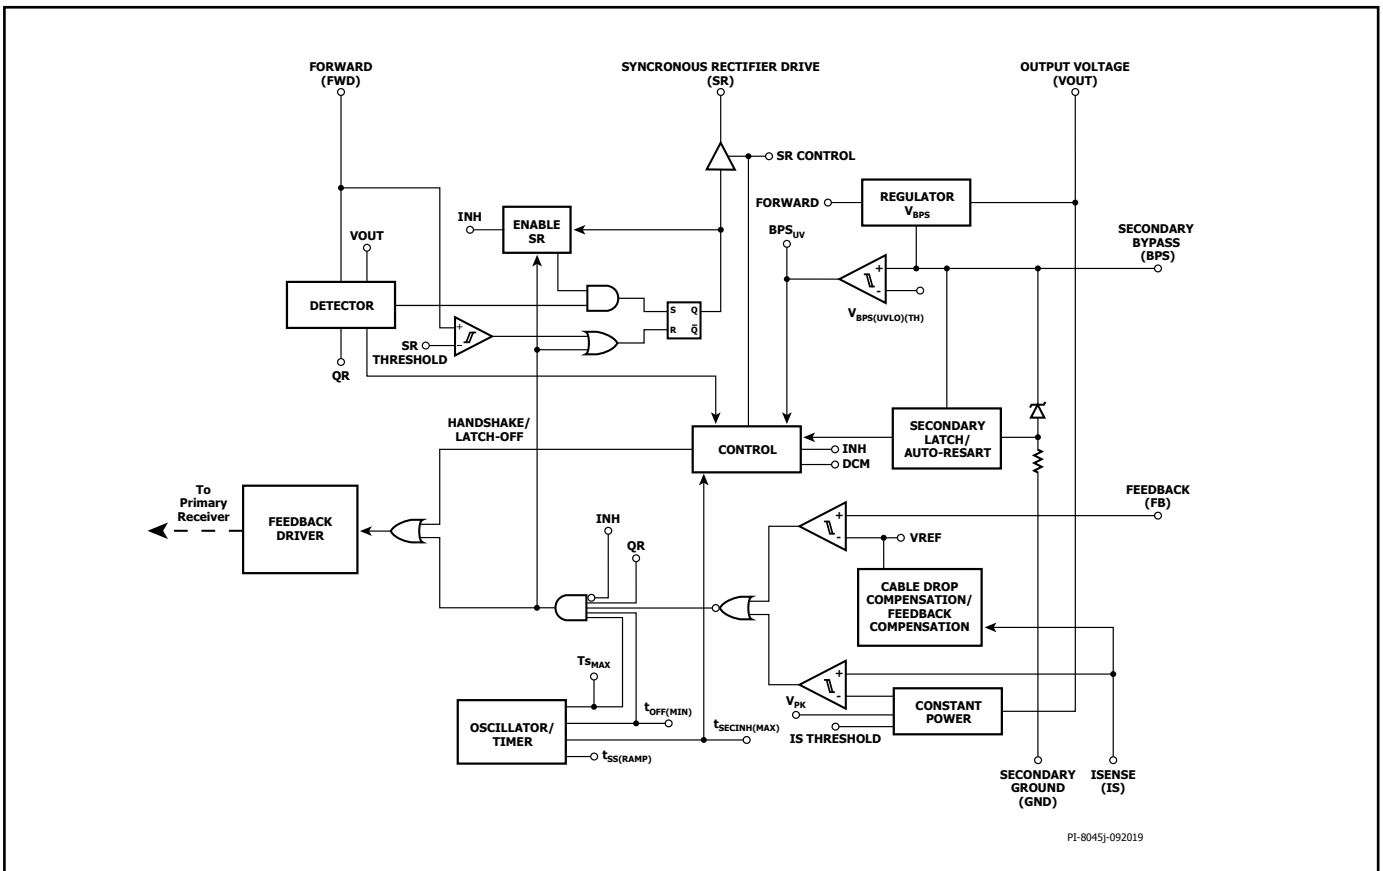 FORWARD
(FWD)
SYNCRONOUS RECTIFIER DRIVE
(SR)
OUTPUT VOLTAGE
(VOUT)
SR CONTROL
FORWARD
REGULATOR
VBPS
INH
ENABLE
SR
BPSUV
SECONDARY
BYPASS
(BPS)
VOUT
+
-
DETECTOR
VBPS(UVLO)(TH)
S
Q
R
Q̅
+
-
SR
THRESHOLD
QR
HANDSHAKE/
LATCH-OFF
CONTROL
INH
DCM
SECONDARY
LATCH/
AUTO-RESART
To
Primary
Receiver
FEEDBACK
DRIVER
INH
QR
FEEDBACK
(FB)
+
-
VREF
CABLE DROP
COMPENSATION/
FEEDBACK
COMPENSATION
TsMAX
+
-
OSCILLATOR/
TIMER
tOFF(MIN)
tSECINH(MAX)
tSS(RAMP)
VPK
IS THRESHOLD
CONSTANT
POWER
SECONDARY
GROUND
(GND)
ISENSE
(IS)
PI-8045j-092019